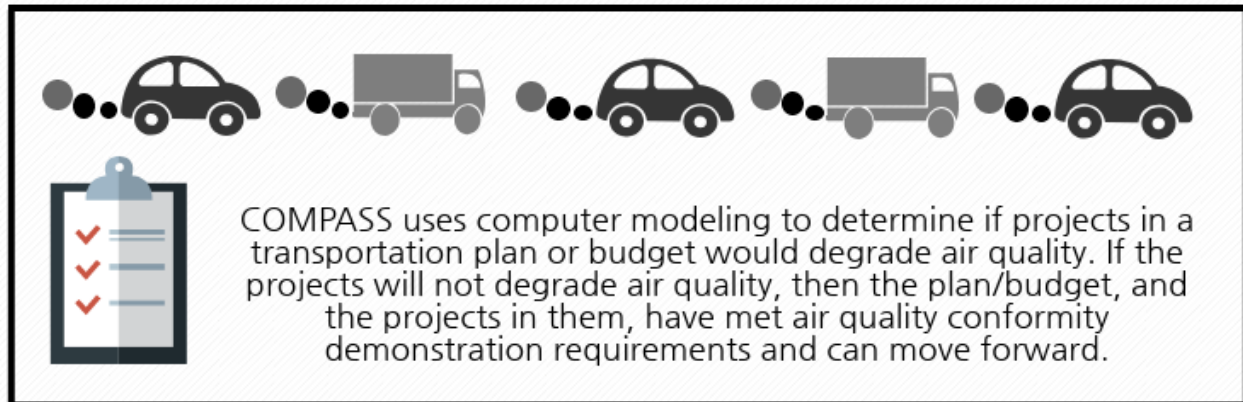 COMPASS uses computer modeling to determine if projects in a
transportation plan or budget would degrade air quality. If the
projects will not degrade air quality, then the plan/budget, and
the projects in them, have met air quality conformity
demonstration requirements and can move forward.